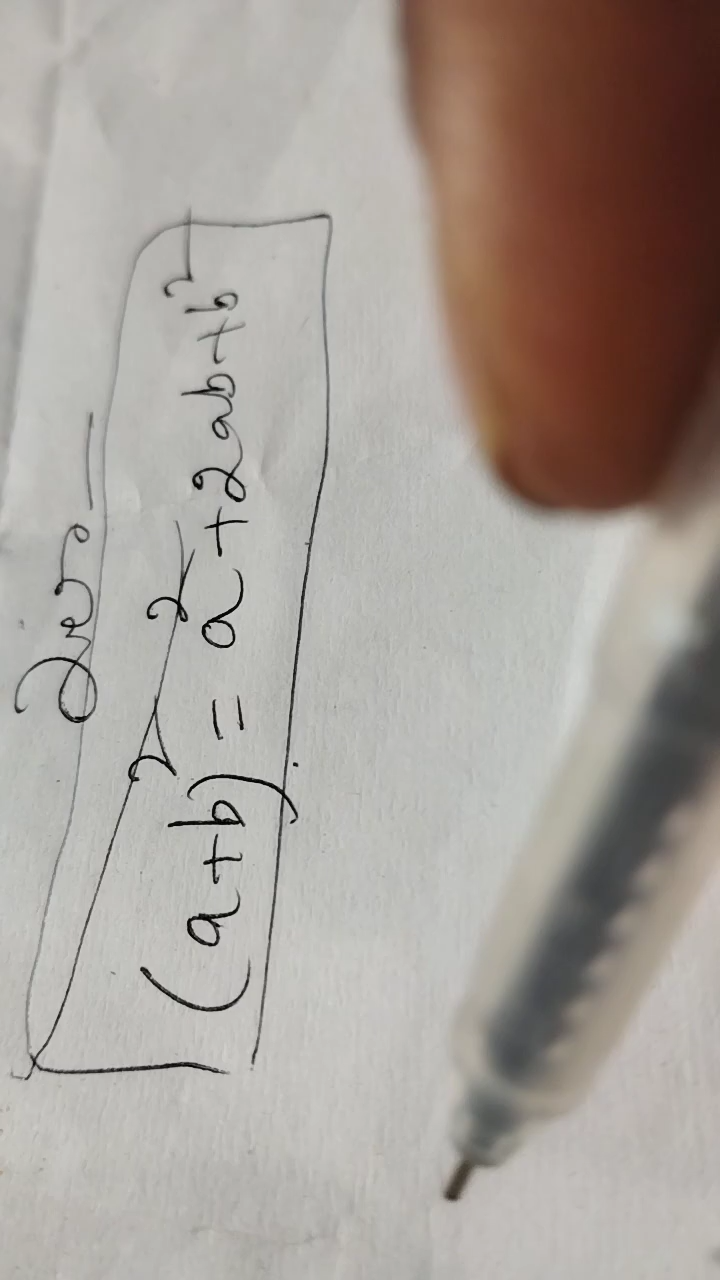 (a+b)² = a² + 2ab + b²